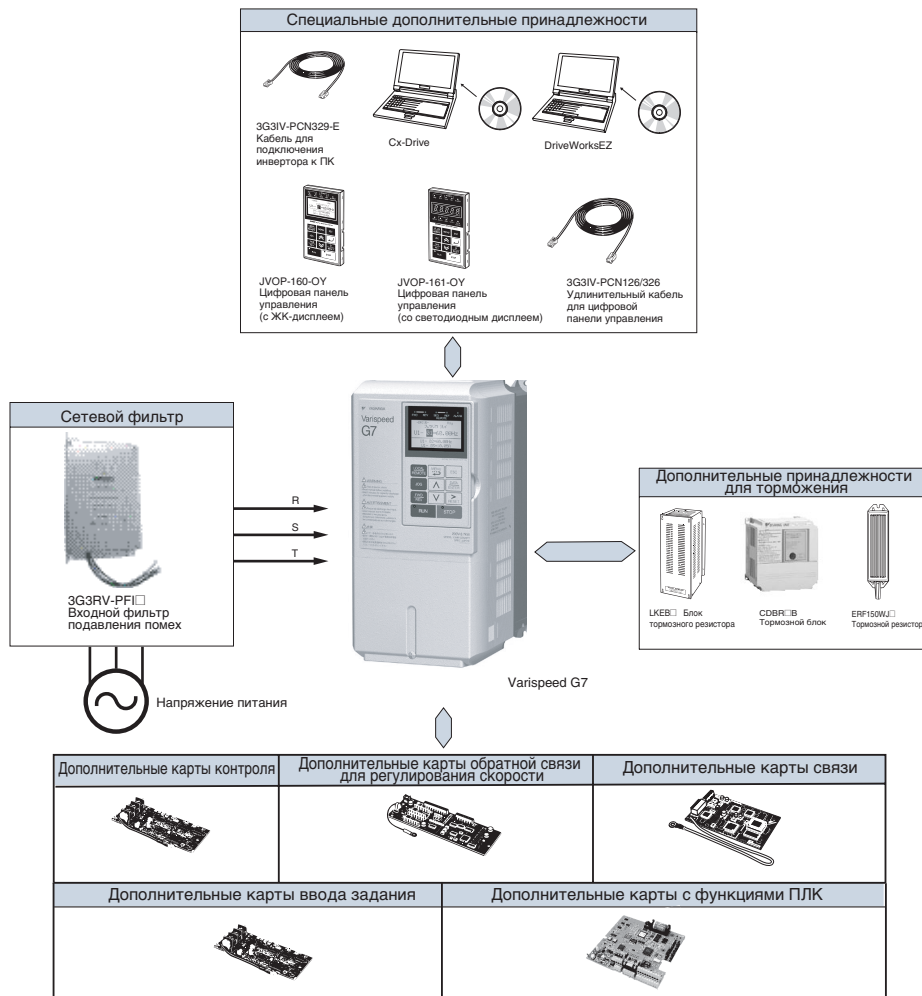 Специальные дополнительные принадлежности
3G3IV-PCN329-E
Кабель для
подключения
инвертора к ПК
Cx-Drive
DriveWorksEZ
JVOP-160-OY
Цифровая панель
управления
(с ЖК-дисплеем)
JVOP-161-OY
Цифровая панель
управления
(со светодиодным дисплеем)
3G3IV-PCN126/326
Удлинительный кабель
для цифровой
панели управления
Сетевой фильтр
3G3RV-PFI□
Входной фильтр
подавления помех
R
S
T
Varispeed
G7
RUN
STOP
Дополнительные принадлежности
для торможения
LKEB□ Блок
тормозного резистора
CDBR□B
Тормозной блок
ERF150WJ□
Тормозной резистор
Varispeed G7
Напряжение питания
Дополнительные карты контроля
Дополнительные карты обратной связи
для регулирования скорости
Дополнительные карты связи
Дополнительные карты ввода задания
Дополнительные карты с функциями ПЛК